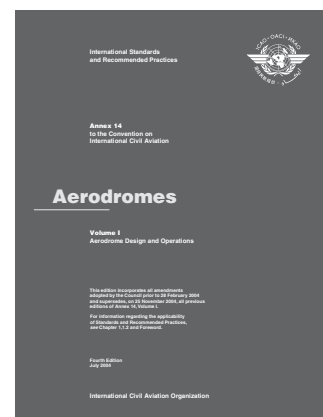 International Standards
and Recommended Practices
ICAO · OACI · ИКАО
Annex 14
to the Convention on
International Civil Aviation
Aerodromes
Volume I
Aerodrome Design and Operations
This edition incorporates all amendments
adopted by the Council prior to 28 February 2004
and supersedes, on 25 November 2004, all previous
editions of Annex 14, Volume I.
For information regarding the applicability
of Standards and Recommended Practices,
see Chapter 1,1.2 and Foreword.
Fourth Edition
July 2004
International Civil Aviation Organization